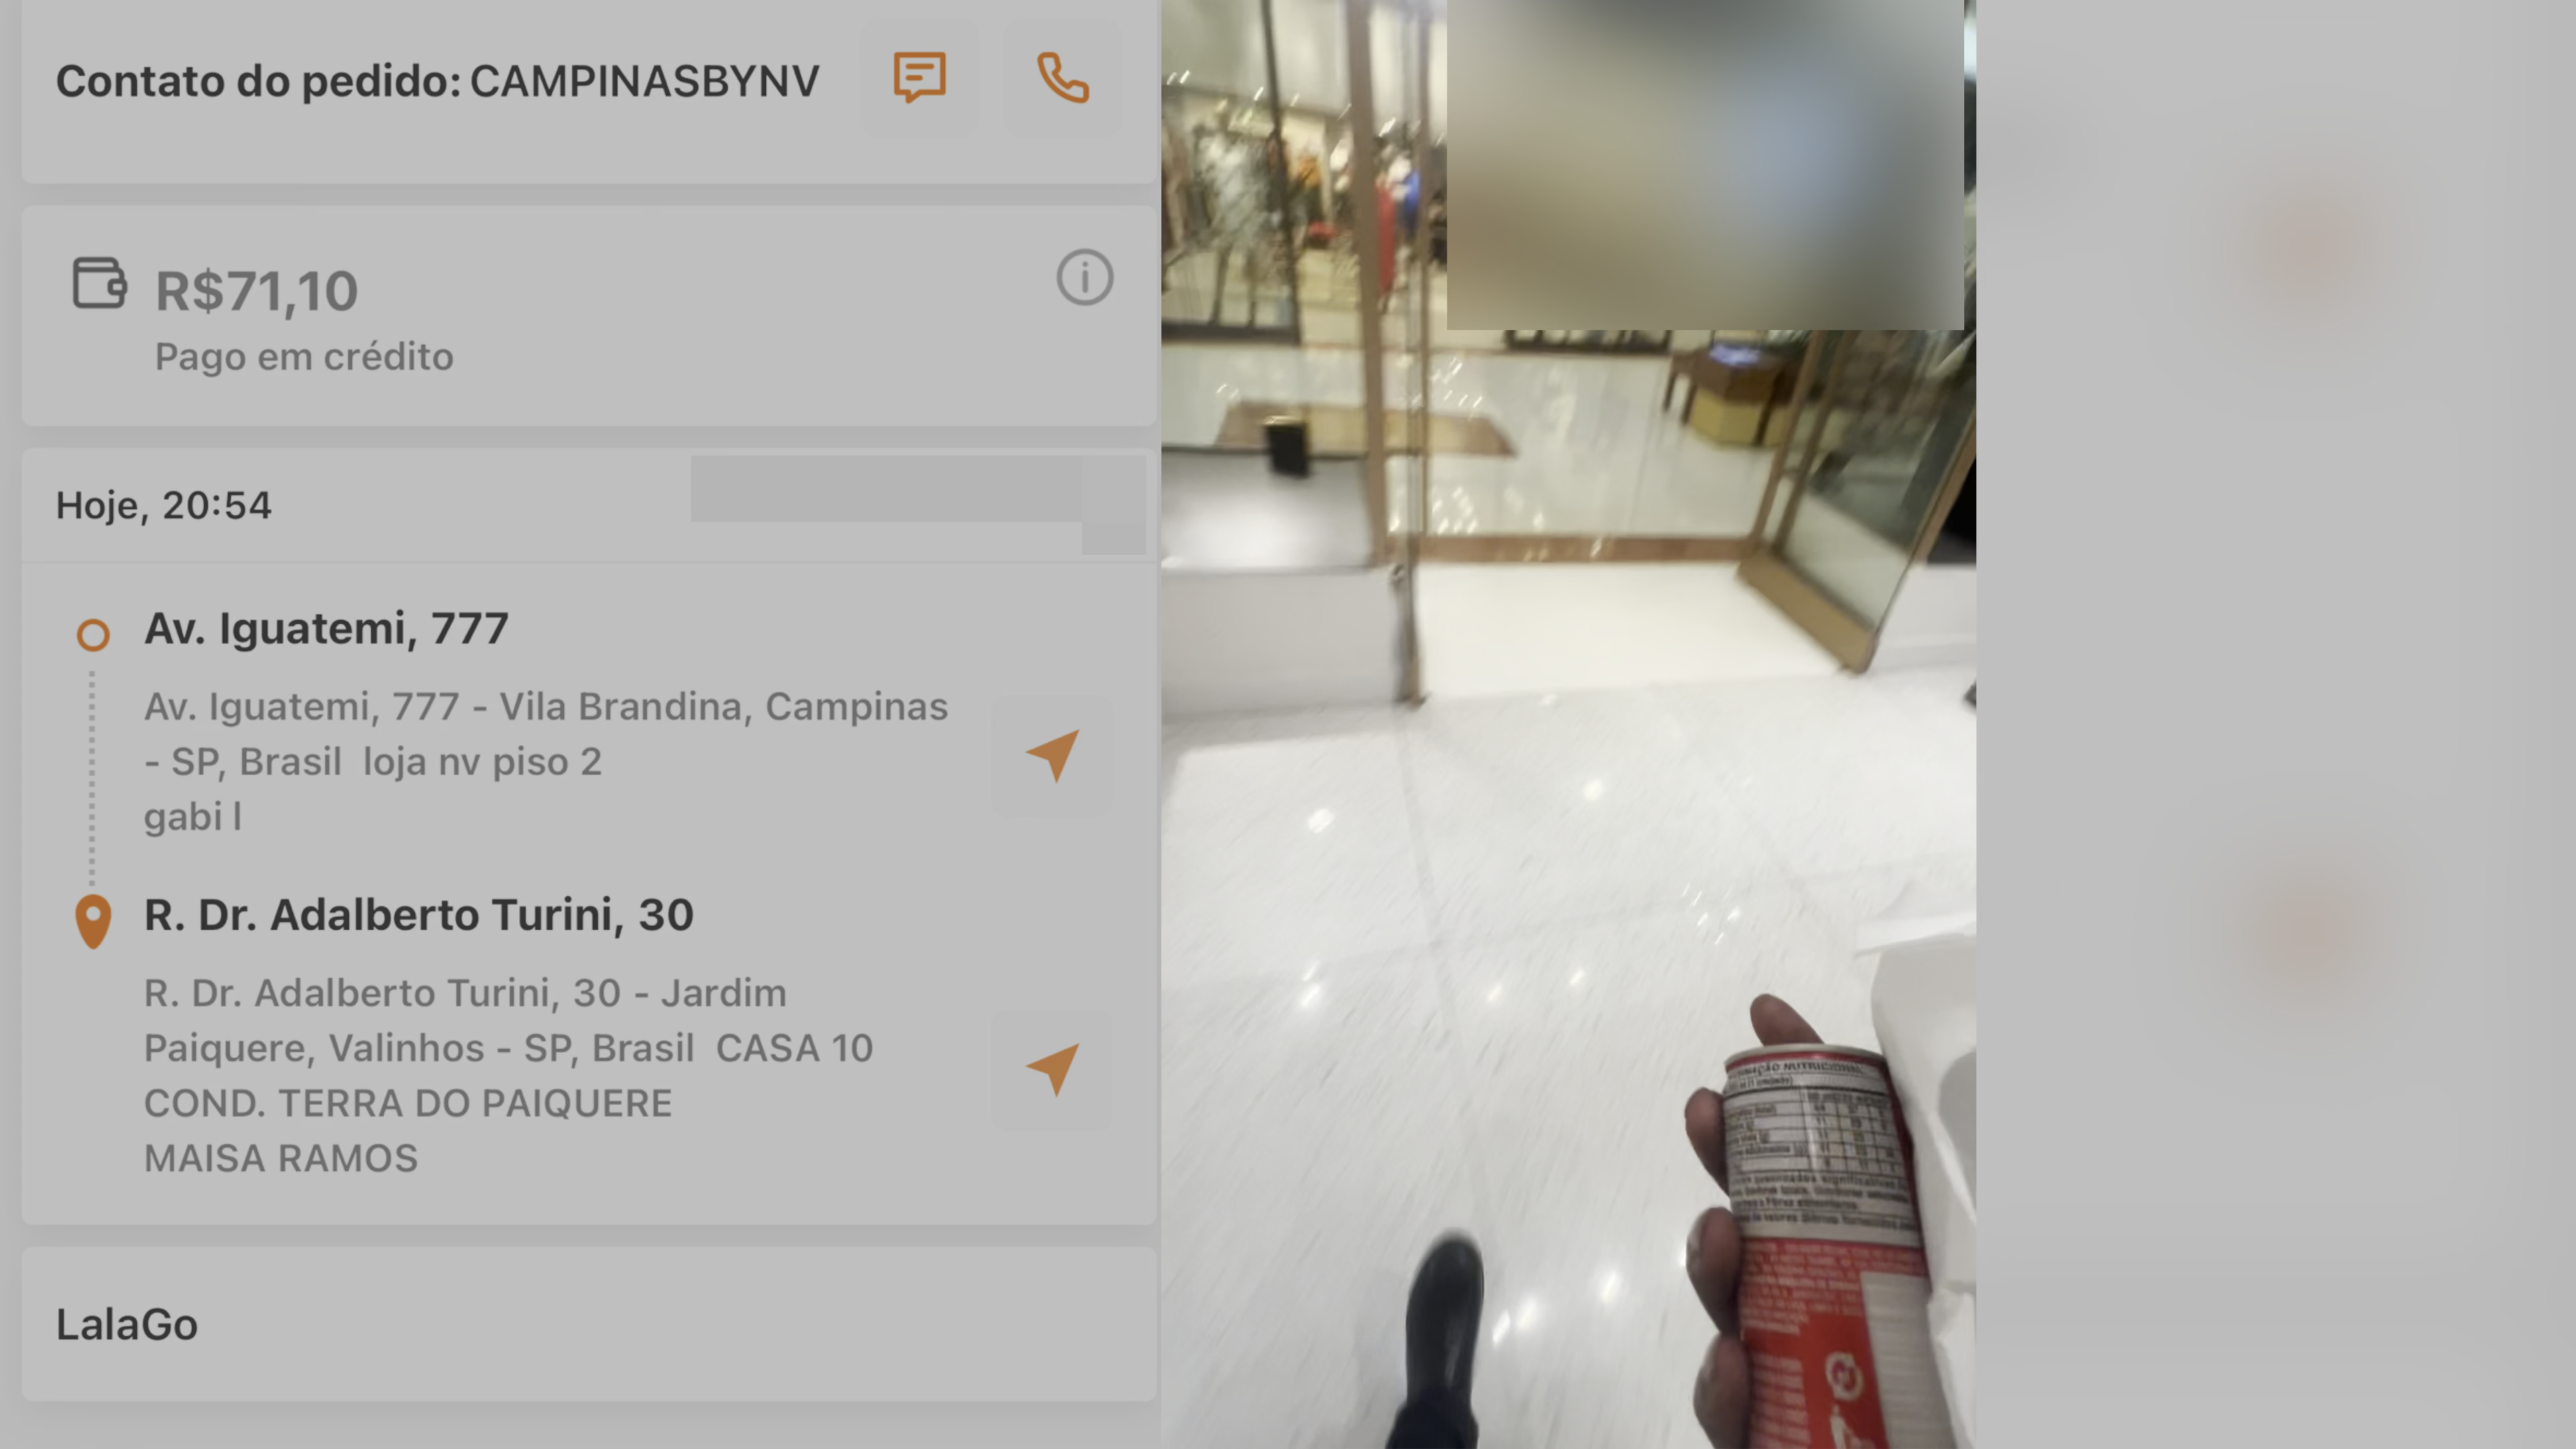 Contato do pedido: CAMPINASBYNV
R$71,10
Pago em crédito
Hoje, 20:54
Av. Iguatemi, 777
Av. Iguatemi, 777 - Vila Brandina, Campinas
- SP, Brasil  loja nv piso 2
gabi l
R. Dr. Adalberto Turini, 30
R. Dr. Adalberto Turini, 30 - Jardim
Paiquere, Valinhos - SP, Brasil  CASA 10
COND. TERRA DO PAIQUERE
MAISA RAMOS
LalaGo
NUTRICIONAL